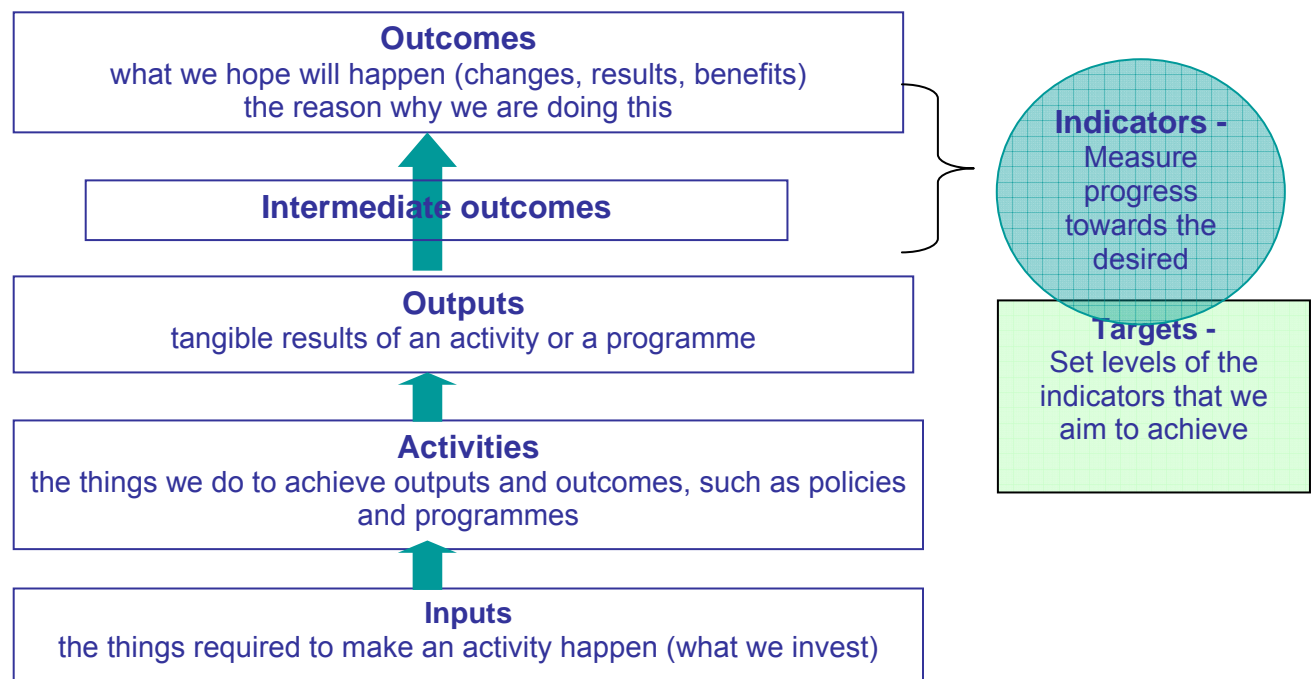 Outcomes
what we hope will happen (changes, results, benefits)
the reason why we are doing this
Intermediate outcomes
Outputs
tangible results of an activity or a programme
Activities
the things we do to achieve outputs and outcomes, such as policies
and programmes
Inputs
the things required to make an activity happen (what we invest)
Indicators -
Measure
progress
towards the
desired
Targets -
Set levels of the
indicators that we
aim to achieve